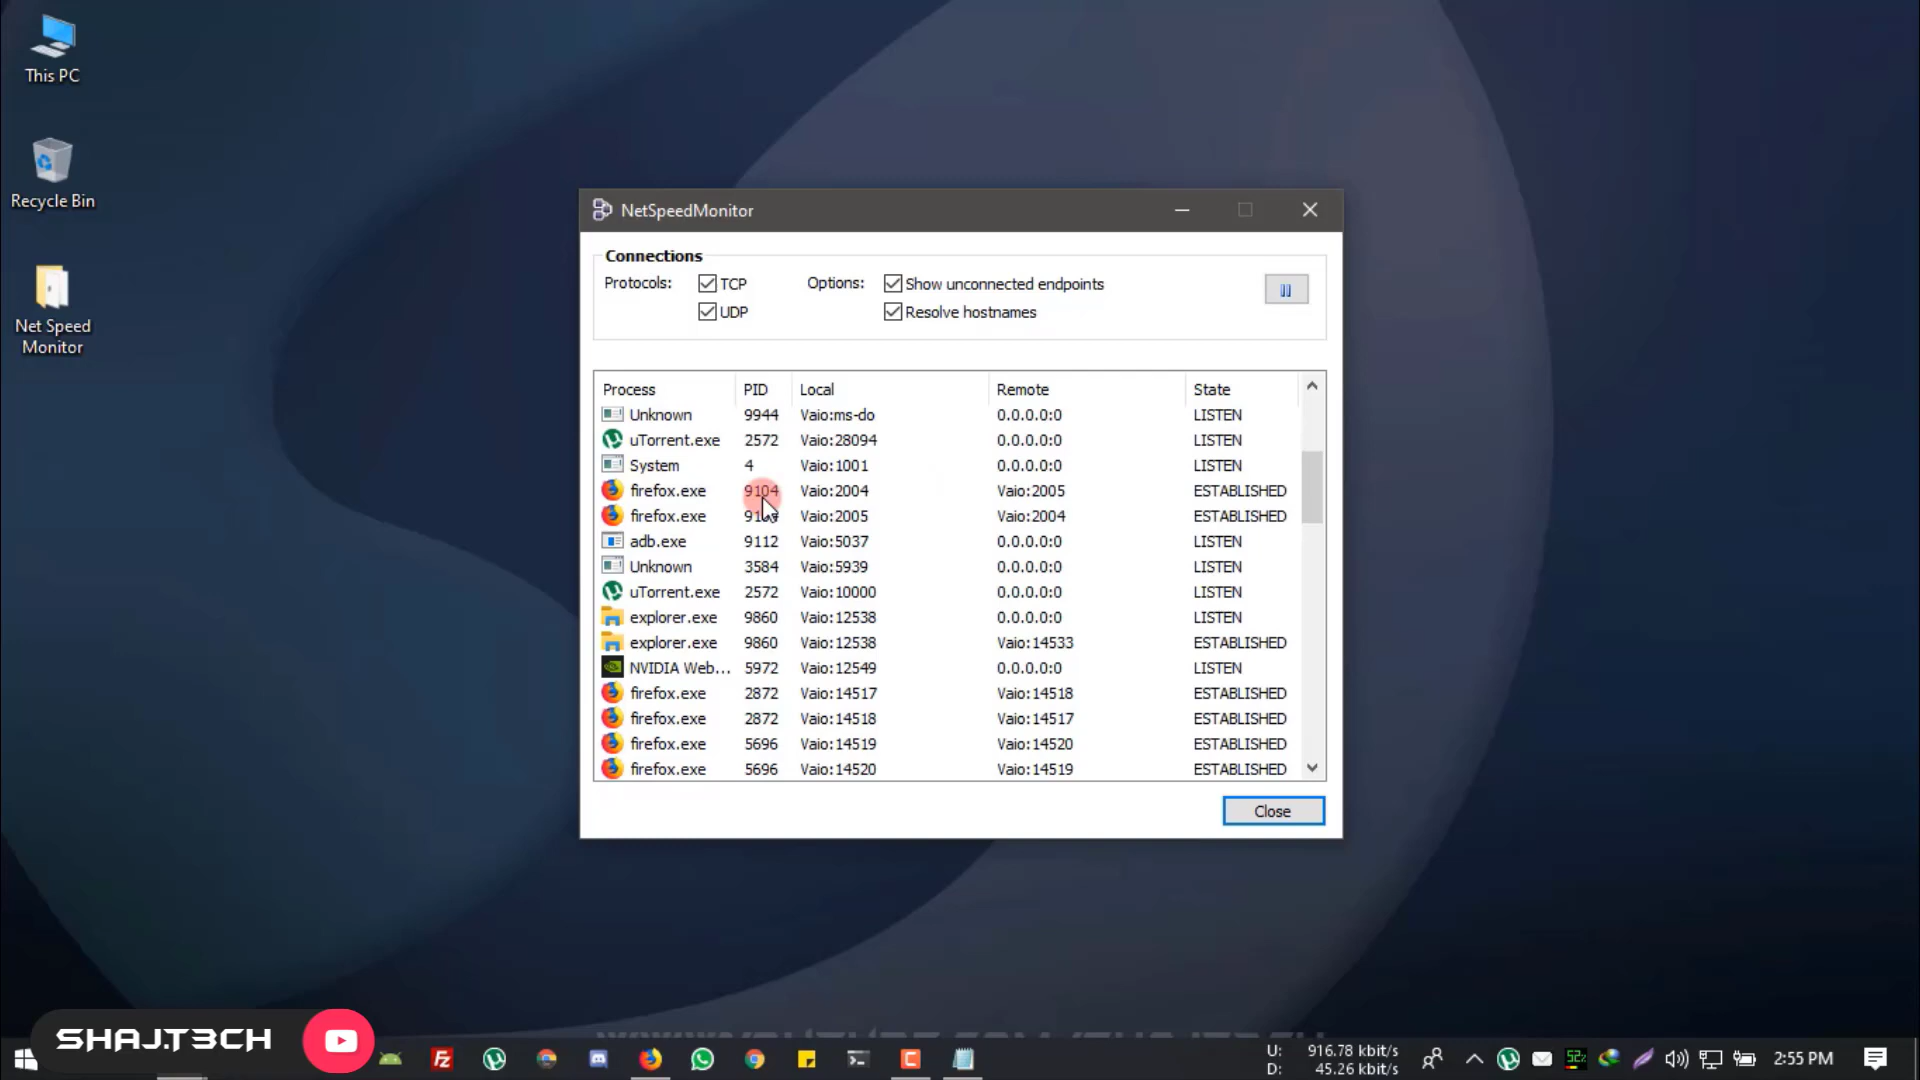 This PC
Recycle Bin
Net Speed
Monitor
NetSpeedMonitor
Connections
Protocols: TCP Options: Show unconnected endpoints
UDP Resolve hostnames
Process PID Local Remote State
Unknown 9944 Vaio:ms-do 0.0.0.0:0 LISTEN
uTorrent.exe 2572 Vaio:28094 0.0.0.0:0 LISTEN
System 4 Vaio:1001 0.0.0.0:0 LISTEN
firefox.exe 9104 Vaio:2004 Vaio:2005 ESTABLISHED
firefox.exe Vaio:2005 Vaio:2004 ESTABLISHED
adb.exe 9112 Vaio:5037 0.0.0.0:0 LISTEN
Unknown 3584 Vaio:5939 0.0.0.0:0 LISTEN
uTorrent.exe 2572 Vaio:10000 0.0.0.0:0 LISTEN
explorer.exe 9860 Vaio:12538 0.0.0.0:0 LISTEN
explorer.exe 9860 Vaio:12538 Vaio:14533 ESTABLISHED
NVIDIA Web... 5972 Vaio:12549 0.0.0.0:0 LISTEN
firefox.exe 2872 Vaio:14517 Vaio:14518 ESTABLISHED
firefox.exe 2872 Vaio:14518 Vaio:14517 ESTABLISHED
firefox.exe 5696 Vaio:14519 Vaio:14520 ESTABLISHED
firefox.exe 5696 Vaio:14520 Vaio:14519 ESTABLISHED
Close
SHAJ.T3CH
U: 916.78 kbit/s
D: 45.26 kbit/s
52%
2:55 PM